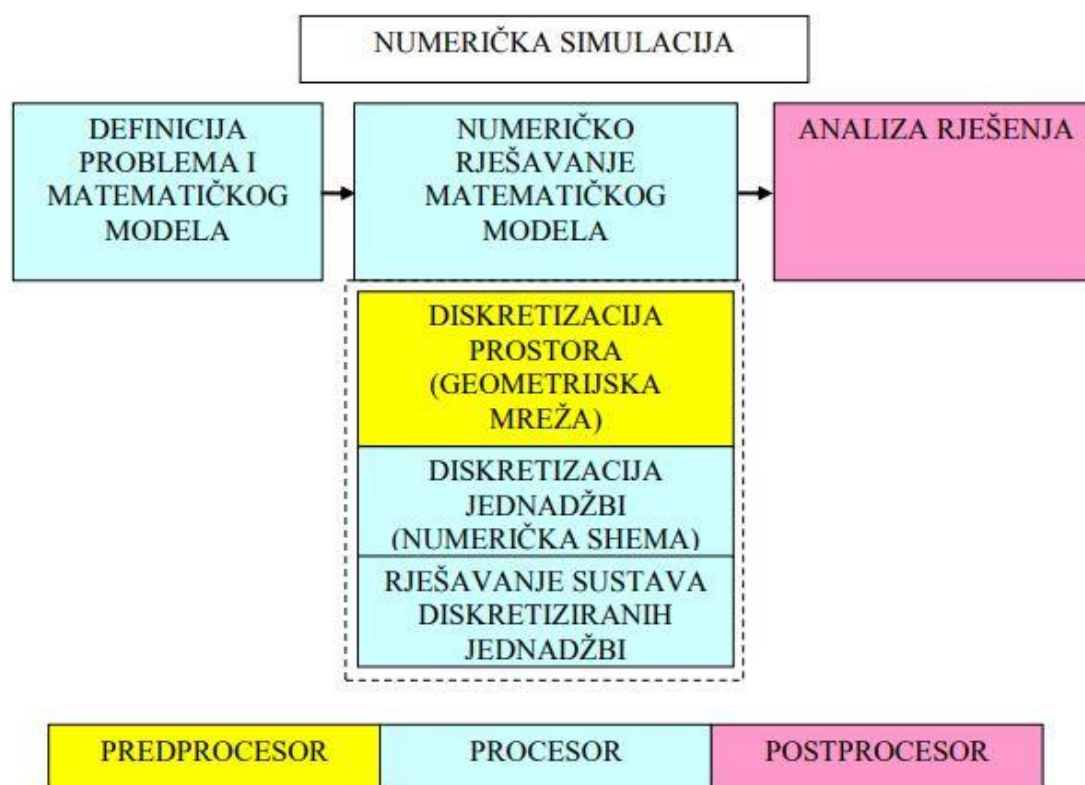 NUMERIČKA SIMULACIJA
DEFINICIJA
PROBLEMA I
MATEMATIČKOG
MODELA
NUMERIČKO
RJEŠAVANJE
MATEMATIČKOG
MODELA
ANALIZA RJEŠENJA
DISKRETIZACIJA
PROSTORA
(GEOMETRIJSKA
MREŽA)
DISKRETIZACIJA
JEDNADŽBI
(NUMERIČKA SHEMA)
RJEŠAVANJE SUSTAVA
DISKRETIZIRANIH
JEDNADŽBI
PREDPROCESOR
PROCESOR
POSTPROCESOR